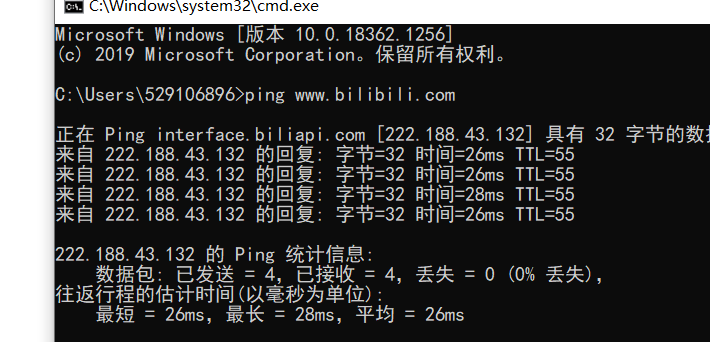 C:\Windows\system32\cmd.exe
Microsoft Windows [版本 10.0.18362.1256]
(c) 2019 Microsoft Corporation。保留所有权利。
C:\Users\529106896>ping www.bilibili.com
正在 Ping interface.biliapi.com [222.188.43.132] 具有 32 字节的数据
来自 222.188.43.132 的回复: 字节=32 时间=26ms TTL=55
来自 222.188.43.132 的回复: 字节=32 时间=26ms TTL=55
来自 222.188.43.132 的回复: 字节=32 时间=28ms TTL=55
来自 222.188.43.132 的回复: 字节=32 时间=26ms TTL=55
222.188.43.132 的 Ping 统计信息:
数据包: 已发送 = 4，已接收 = 4，丢失 = 0 (0% 丢失)，
往返行程的估计时间(以毫秒为单位):
最短 = 26ms，最长 = 28ms，平均 = 26ms